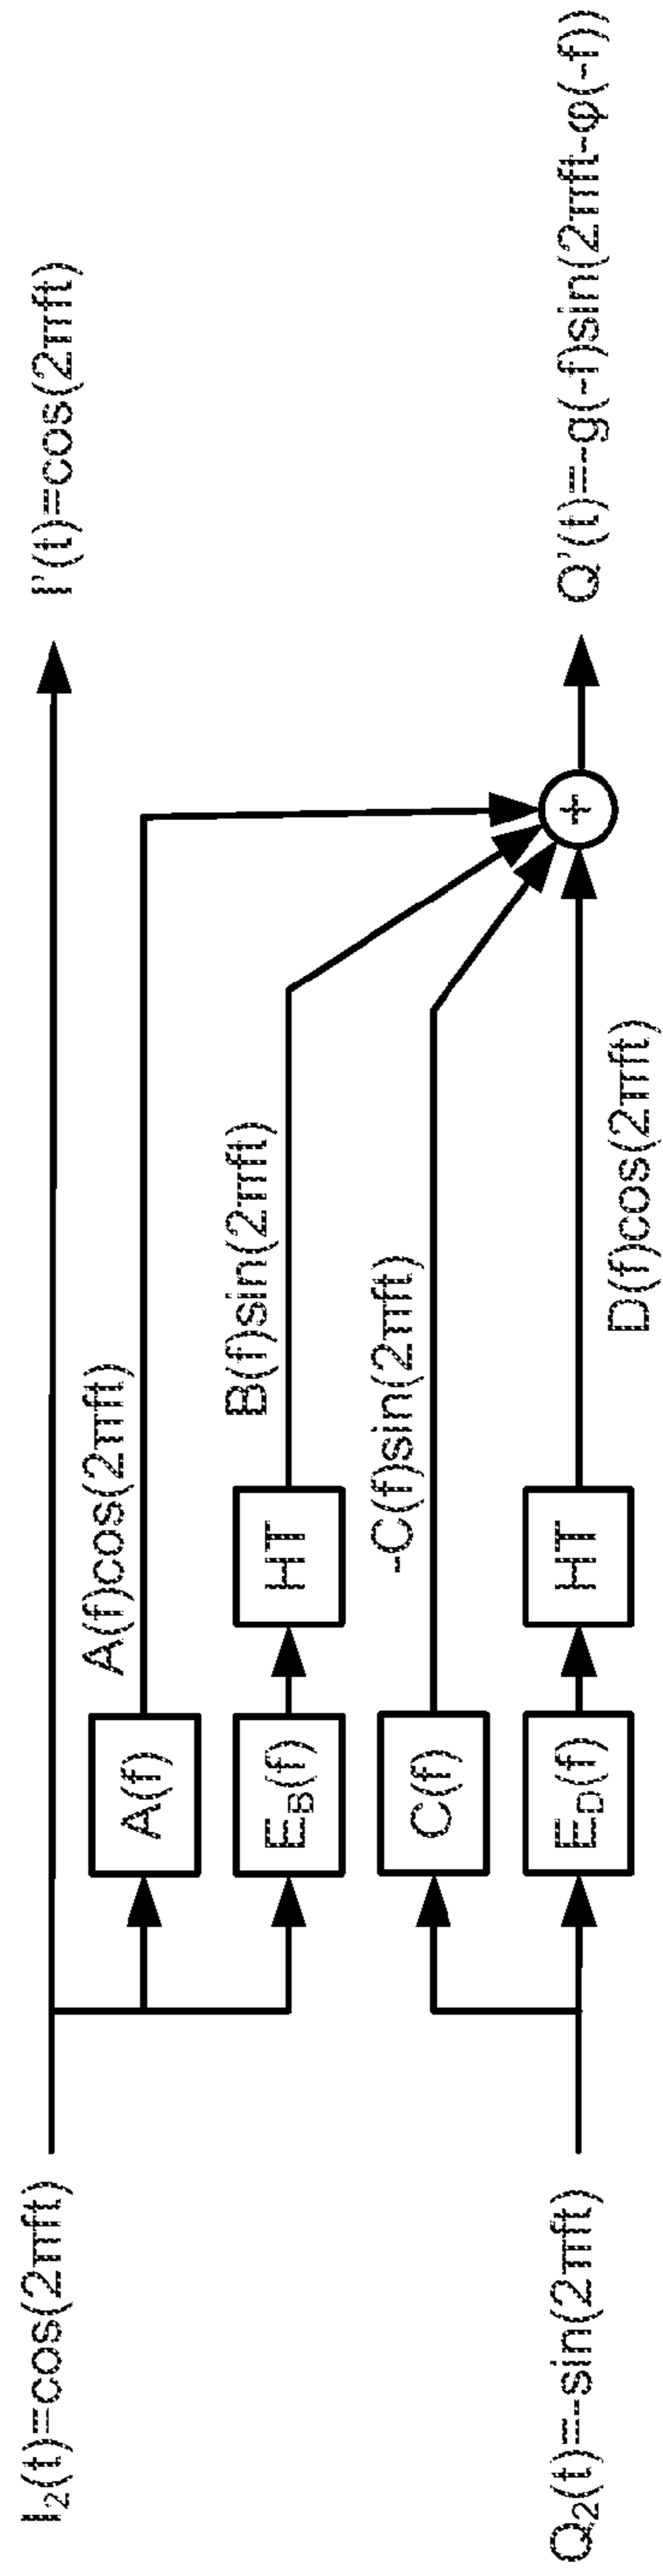 I₂(t)=cos(2πft)
I'(t)=cos(2πft)
A(f)
A(f)cos(2πft)
E_B(f)
HT
B(f)sin(2πft)
C(f)
-C(f)sin(2πft)
Q₂(t)=-sin(2πft)
E_D(f)
HT
D(f)cos(2πft)
+
Q'(t)=-g(-f)sin(2πft-φ(-f))